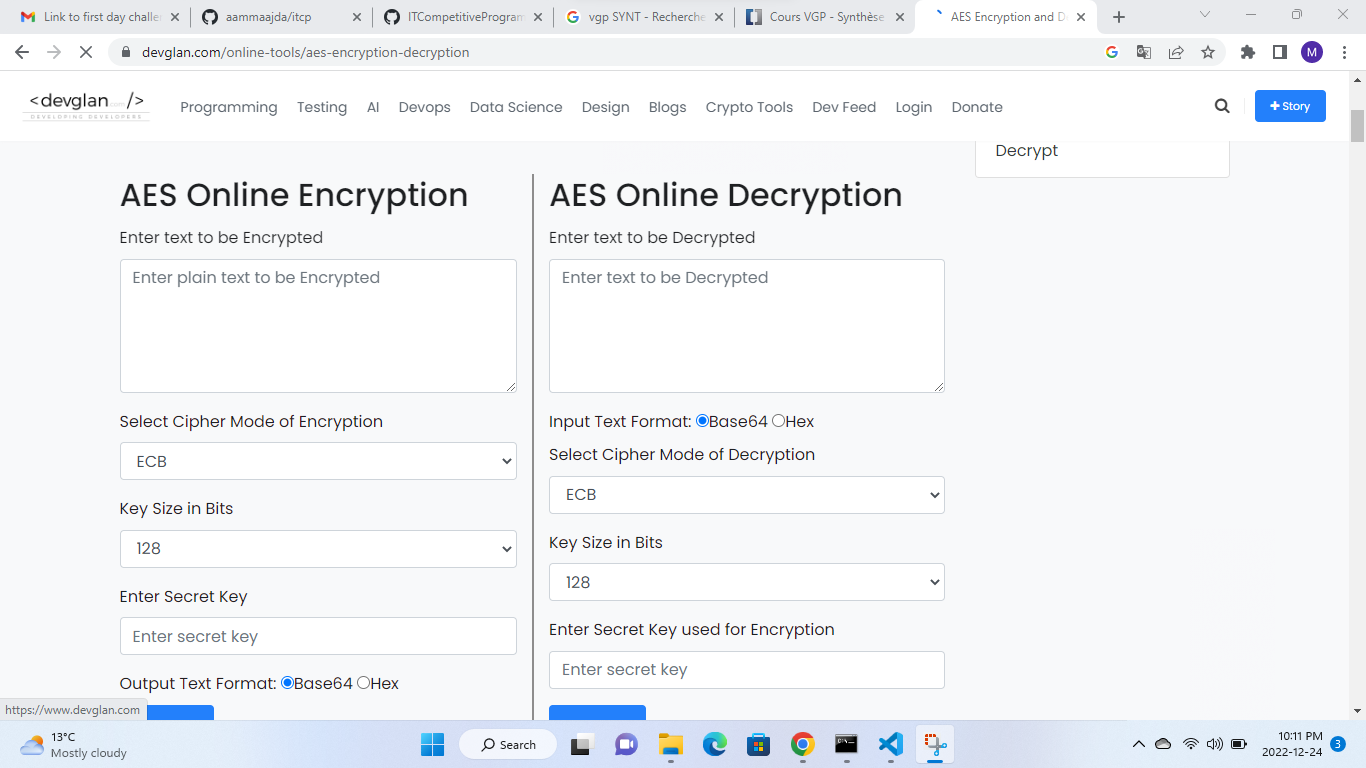 Link to first day challer
aammaajda/itcp
ITCompetitiveProgram
vgp SYNT - Recherche
Cours VGP - Synthèse
AES Encryption and D
devglan.com/online-tools/aes-encryption-decryption
M
<devglan.com/>
DEVELOPING DEVELOPERS
Programming Testing AI Devops Data Science Design Blogs Crypto Tools Dev Feed Login Donate
+ Story
Decrypt
AES Online Encryption
Enter text to be Encrypted
Enter plain text to be Encrypted
Select Cipher Mode of Encryption
ECB
Key Size in Bits
128
Enter Secret Key
Enter secret key
Output Text Format: Base64 Hex
AES Online Decryption
Enter text to be Decrypted
Enter text to be Decrypted
Input Text Format: Base64 Hex
Select Cipher Mode of Decryption
ECB
Key Size in Bits
128
Enter Secret Key used for Encryption
Enter secret key
https://www.devglan.com
13°C
Mostly cloudy
Search
10:11 PM
2022-12-24
3